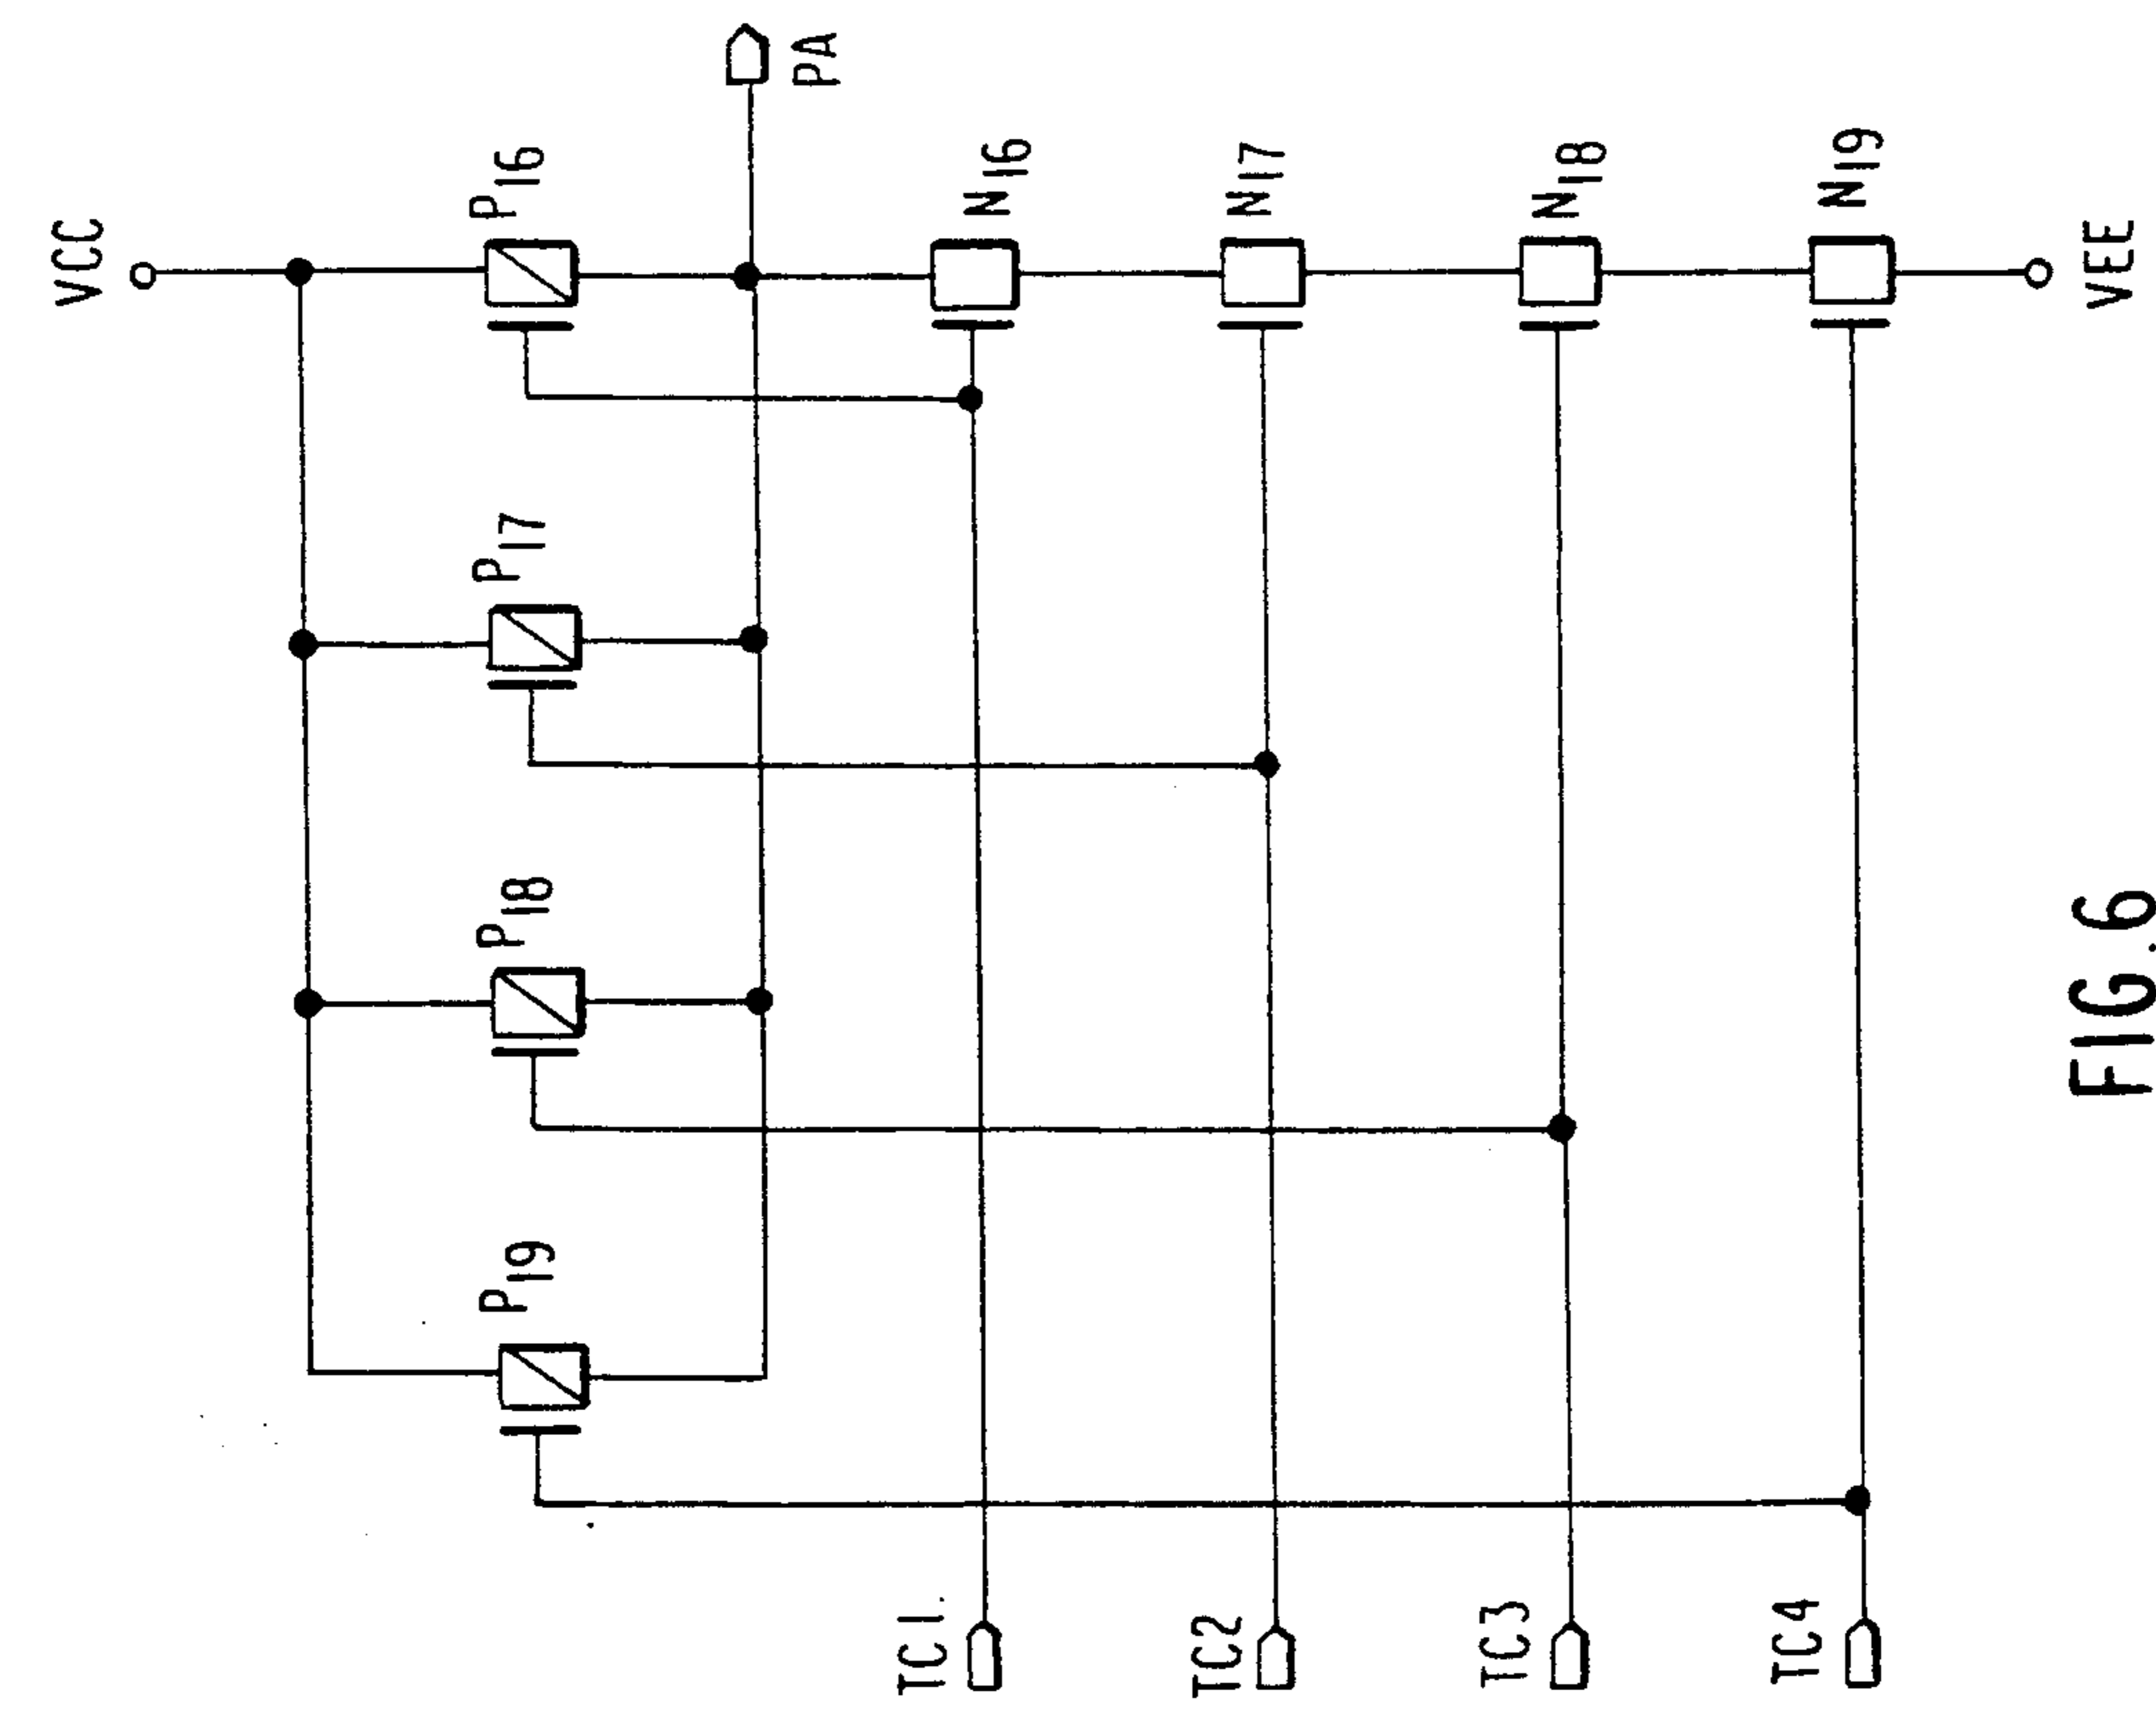 VCC
P16
PA
P17
P18
P19
N16
N17
N18
N19
TC1.
TC2
TC3
TC4
VEE
FIG.6